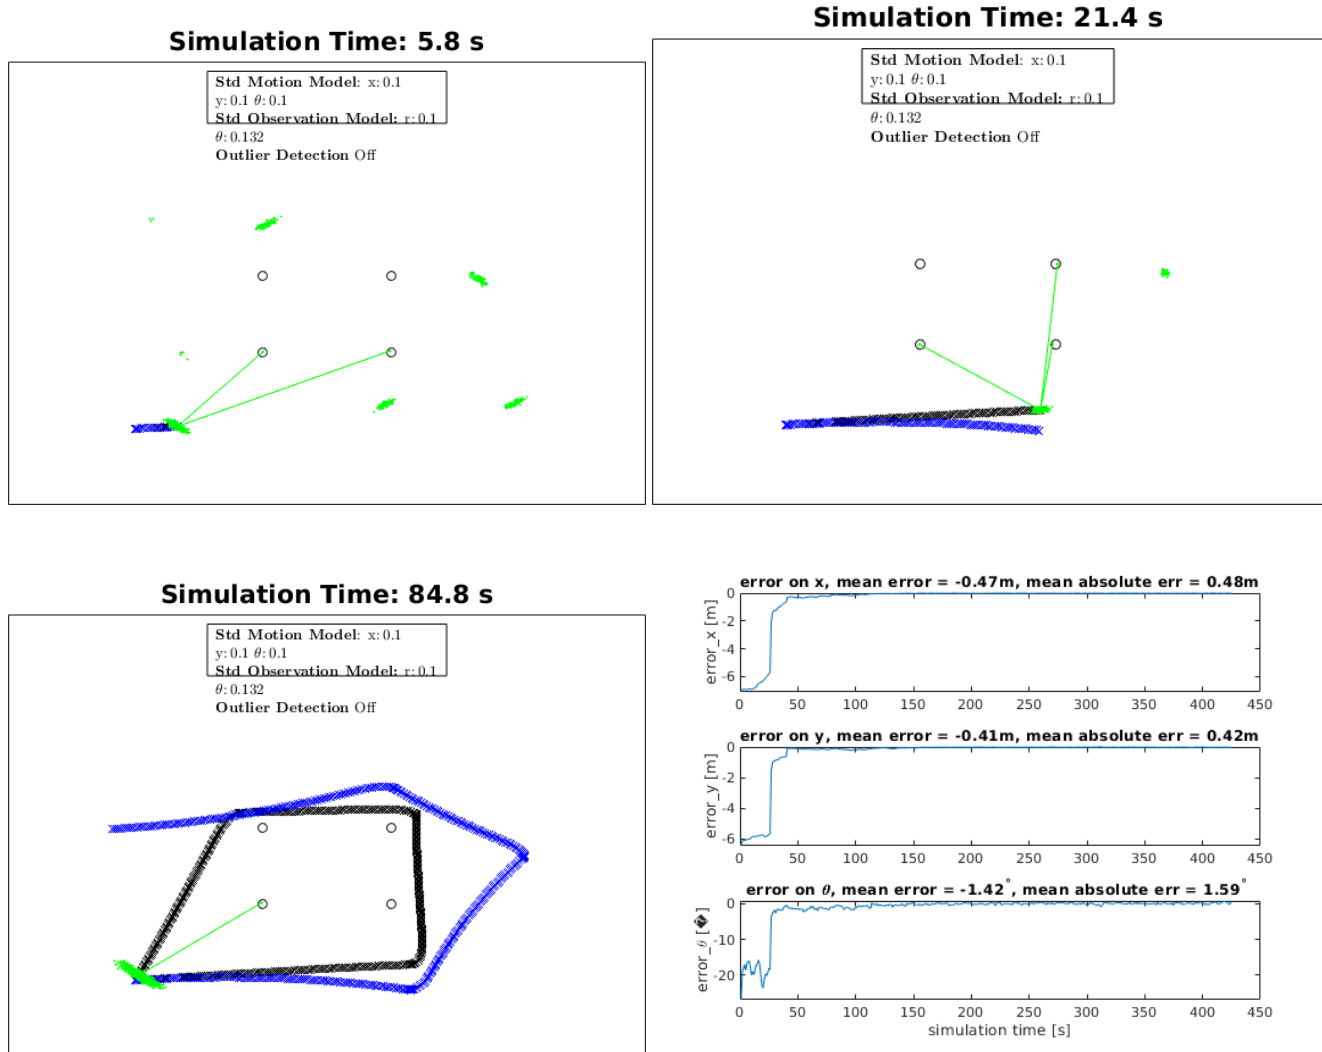 Simulation Time: 5.8 s
Std Motion Model: x:0.1
y:0.1 θ:0.1
Std Observation Model: r:0.1
θ:0.132
Outlier Detection Off
Simulation Time: 21.4 s
Std Motion Model: x:0.1
y:0.1 θ:0.1
Std Observation Model: r:0.1
θ:0.132
Outlier Detection Off
Simulation Time: 84.8 s
Std Motion Model: x:0.1
y:0.1 θ:0.1
Std Observation Model: r:0.1
θ:0.132
Outlier Detection Off
error on x, mean error = -0.47m, mean absolute err = 0.48m
error_x [m]
0
-2
-4
-6
0 50 100 150 200 250 300 350 400 450
error on y, mean error = -0.41m, mean absolute err = 0.42m
error_y [m]
0
-2
-4
-6
0 50 100 150 200 250 300 350 400 450
error on θ, mean error = -1.42°, mean absolute err = 1.59°
error_θ [�]
0
-10
-20
0 50 100 150 200 250 300 350 400 450
simulation time [s]